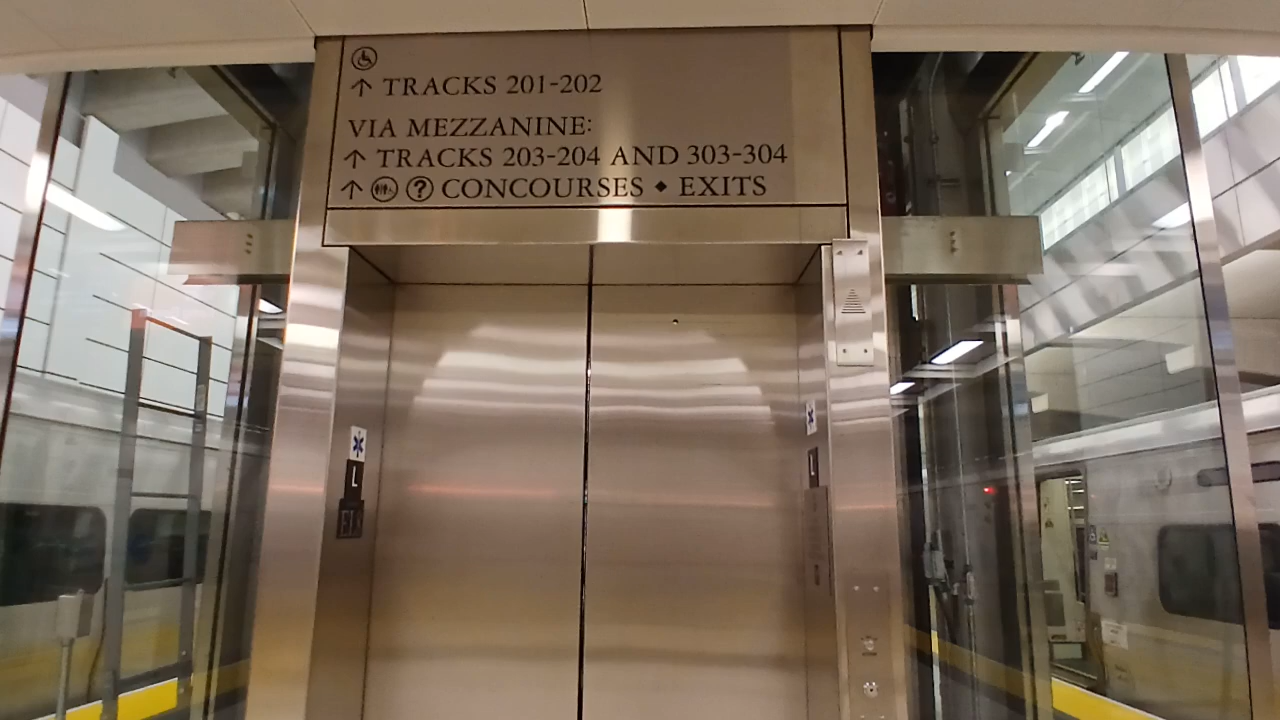 ↑ TRACKS 201-202
VIA MEZZANINE:
↑ TRACKS 203-204 AND 303-304
↑ ? CONCOURSES ◆ EXITS
L
L